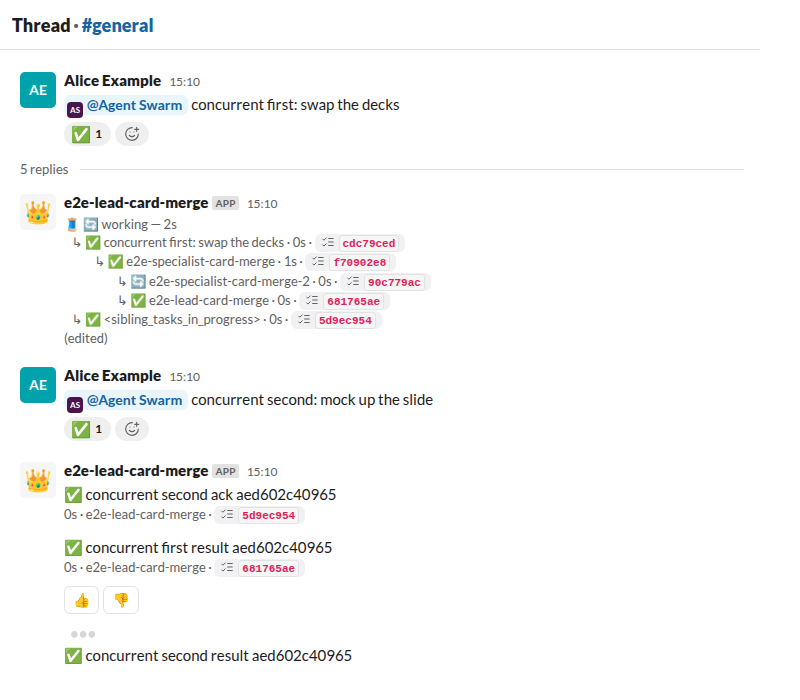 Thread · #general
AE
Alice Example 15:10
AS @Agent Swarm concurrent first: swap the decks
✅ 1
5 replies
e2e-lead-card-merge APP 15:10
🧵 🔄 working — 2s
↳ ✅ concurrent first: swap the decks · 0s · cdc79ced
↳ ✅ e2e-specialist-card-merge · 1s · f70902e8
↳ 🔄 e2e-specialist-card-merge-2 · 0s · 90c779ac
↳ ✅ e2e-lead-card-merge · 0s · 681765ae
↳ ✅ <sibling_tasks_in_progress> · 0s · 5d9ec954
(edited)
AE
Alice Example 15:10
AS @Agent Swarm concurrent second: mock up the slide
✅ 1
e2e-lead-card-merge APP 15:10
✅ concurrent second ack aed602c40965
0s · e2e-lead-card-merge · 5d9ec954
✅ concurrent first result aed602c40965
0s · e2e-lead-card-merge · 681765ae
👍 👎
✅ concurrent second result aed602c40965